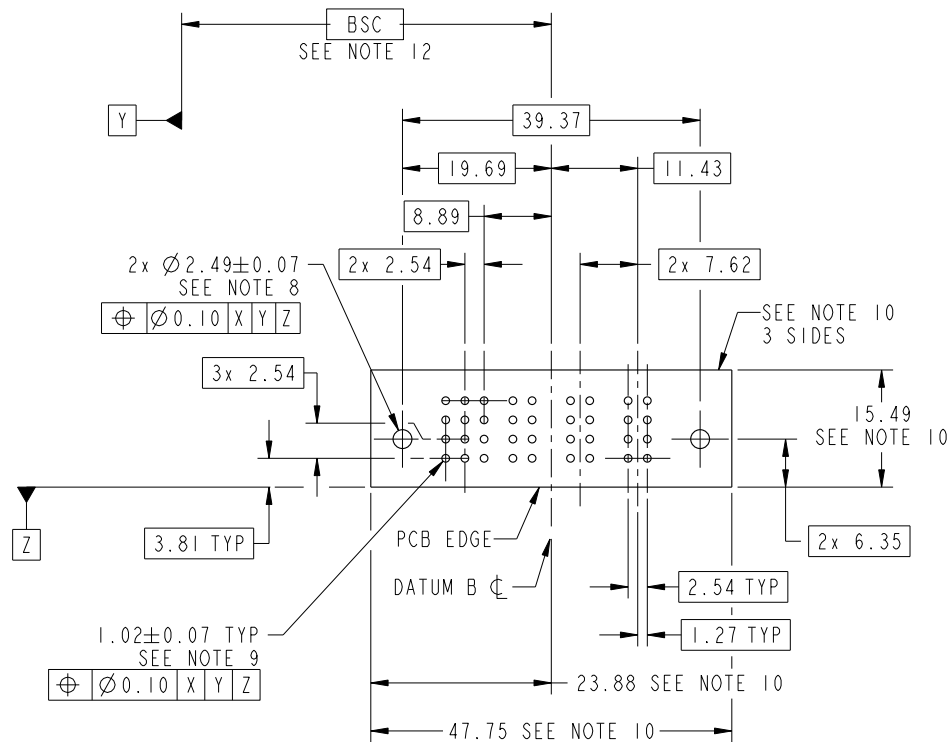 BSC
SEE NOTE 12
Y
39.37
19.69
11.43
8.89
2x Ø2.49±0.07
SEE NOTE 8
⌖ Ø0.10 X Y Z
2x 2.54
2x 7.62
SEE NOTE 10
3 SIDES
3x 2.54
15.49
SEE NOTE 10
Z
3.81 TYP
PCB EDGE
2x 6.35
DATUM B ℄
2.54 TYP
1.02±0.07 TYP
SEE NOTE 9
⌖ Ø0.10 X Y Z
1.27 TYP
23.88 SEE NOTE 10
47.75 SEE NOTE 10